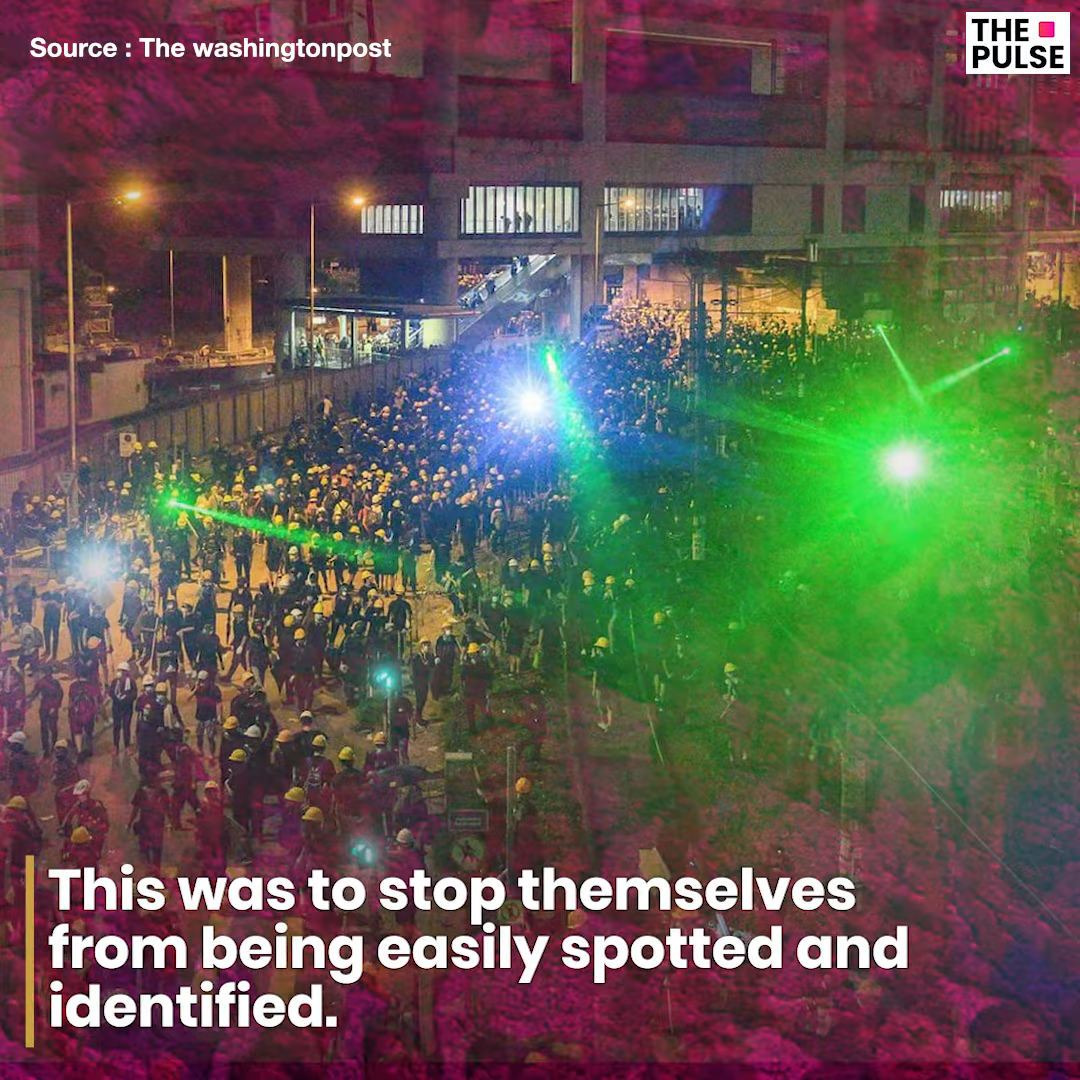 Source : The washingtonpost
THE
PULSE
This was to stop themselves
from being easily spotted and
identified.